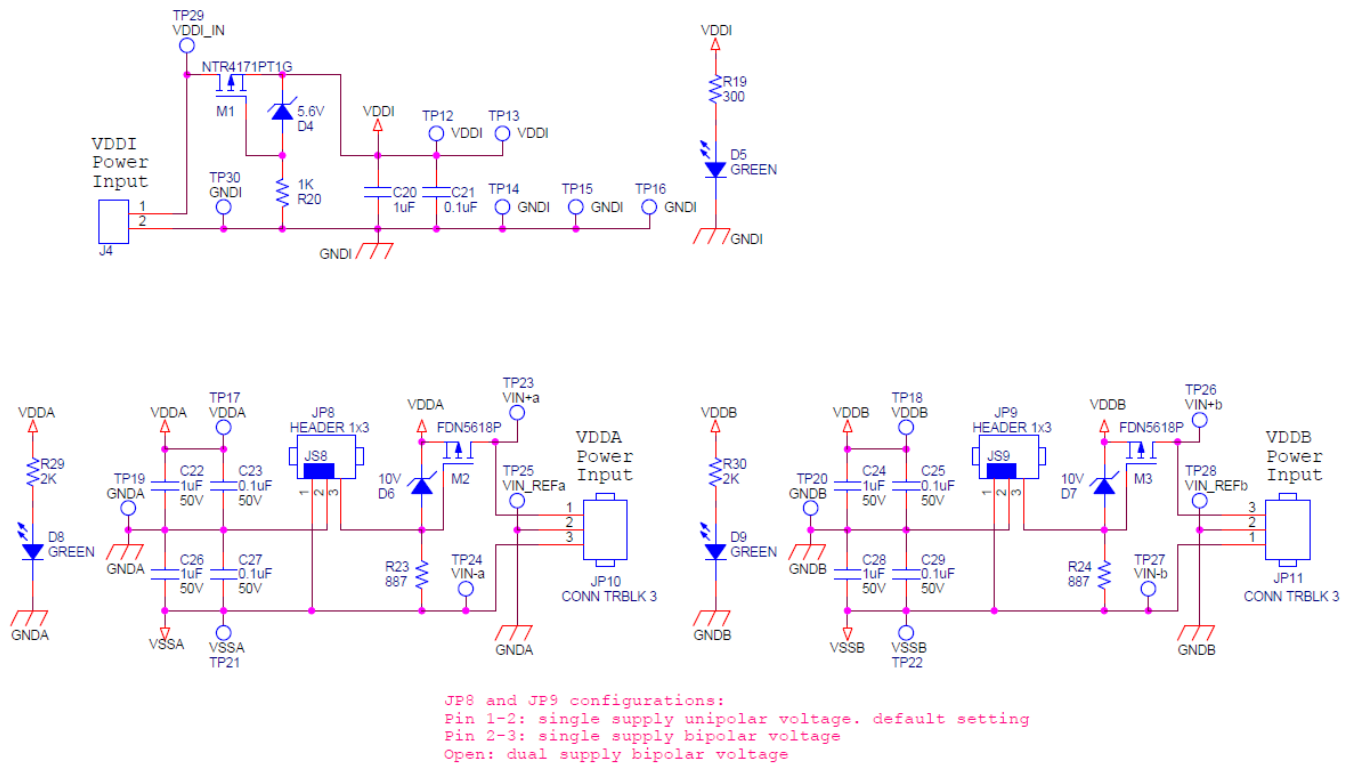 TP29
VDDI_IN
NTR4171PT1G
M1
5.6V
D4
VDDI
Power
Input
1
2
J4
TP30
GNDI
1K
R20
VDDI
TP12
VDDI
TP13
VDDI
C20
1uF
C21
0.1uF
TP14
GNDI
TP15
GNDI
TP16
GNDI
GNDI
VDDI
R19
300
D5
GREEN
GNDI
VDDA
R29
2K
D8
GREEN
GNDA
VDDA
TP17
VDDA
TP19
GNDA
C22
1uF
50V
C23
0.1uF
50V
GNDA
C26
1uF
50V
C27
0.1uF
50V
VSSA
VSSA
TP21
JP8
HEADER 1x3
JS8
1
2
3
VDDA
10V
D6
FDN5618P
M2
TP23
VIN+a
TP25
VIN_REFa
VDDA
Power
Input
1
2
3
R23
887
TP24
VIN-a
JP10
CONN TRBLK 3
GNDA
VDDB
R30
2K
D9
GREEN
GNDB
VDDB
TP18
VDDB
TP20
GNDB
C24
1uF
50V
C25
0.1uF
50V
GNDB
C28
1uF
50V
C29
0.1uF
50V
VSSB
VSSB
TP22
JP9
HEADER 1x3
JS9
1
2
3
VDDB
10V
D7
FDN5618P
M3
TP26
VIN+b
TP28
VIN_REFb
VDDB
Power
Input
3
2
1
R24
887
TP27
VIN-b
JP11
CONN TRBLK 3
GNDB
JP8 and JP9 configurations:
Pin 1-2: single supply unipolar voltage. default setting
Pin 2-3: single supply bipolar voltage
Open: dual supply bipolar voltage